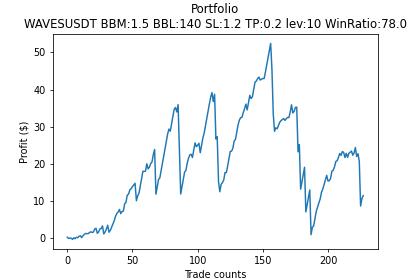 Portfolio
WAVESUSDT BBM:1.5 BBL:140 SL:1.2 TP:0.2 lev:10 WinRatio:78.0
50
40
30
20
10
0
Profit ($)
0 50 100 150 200
Trade counts